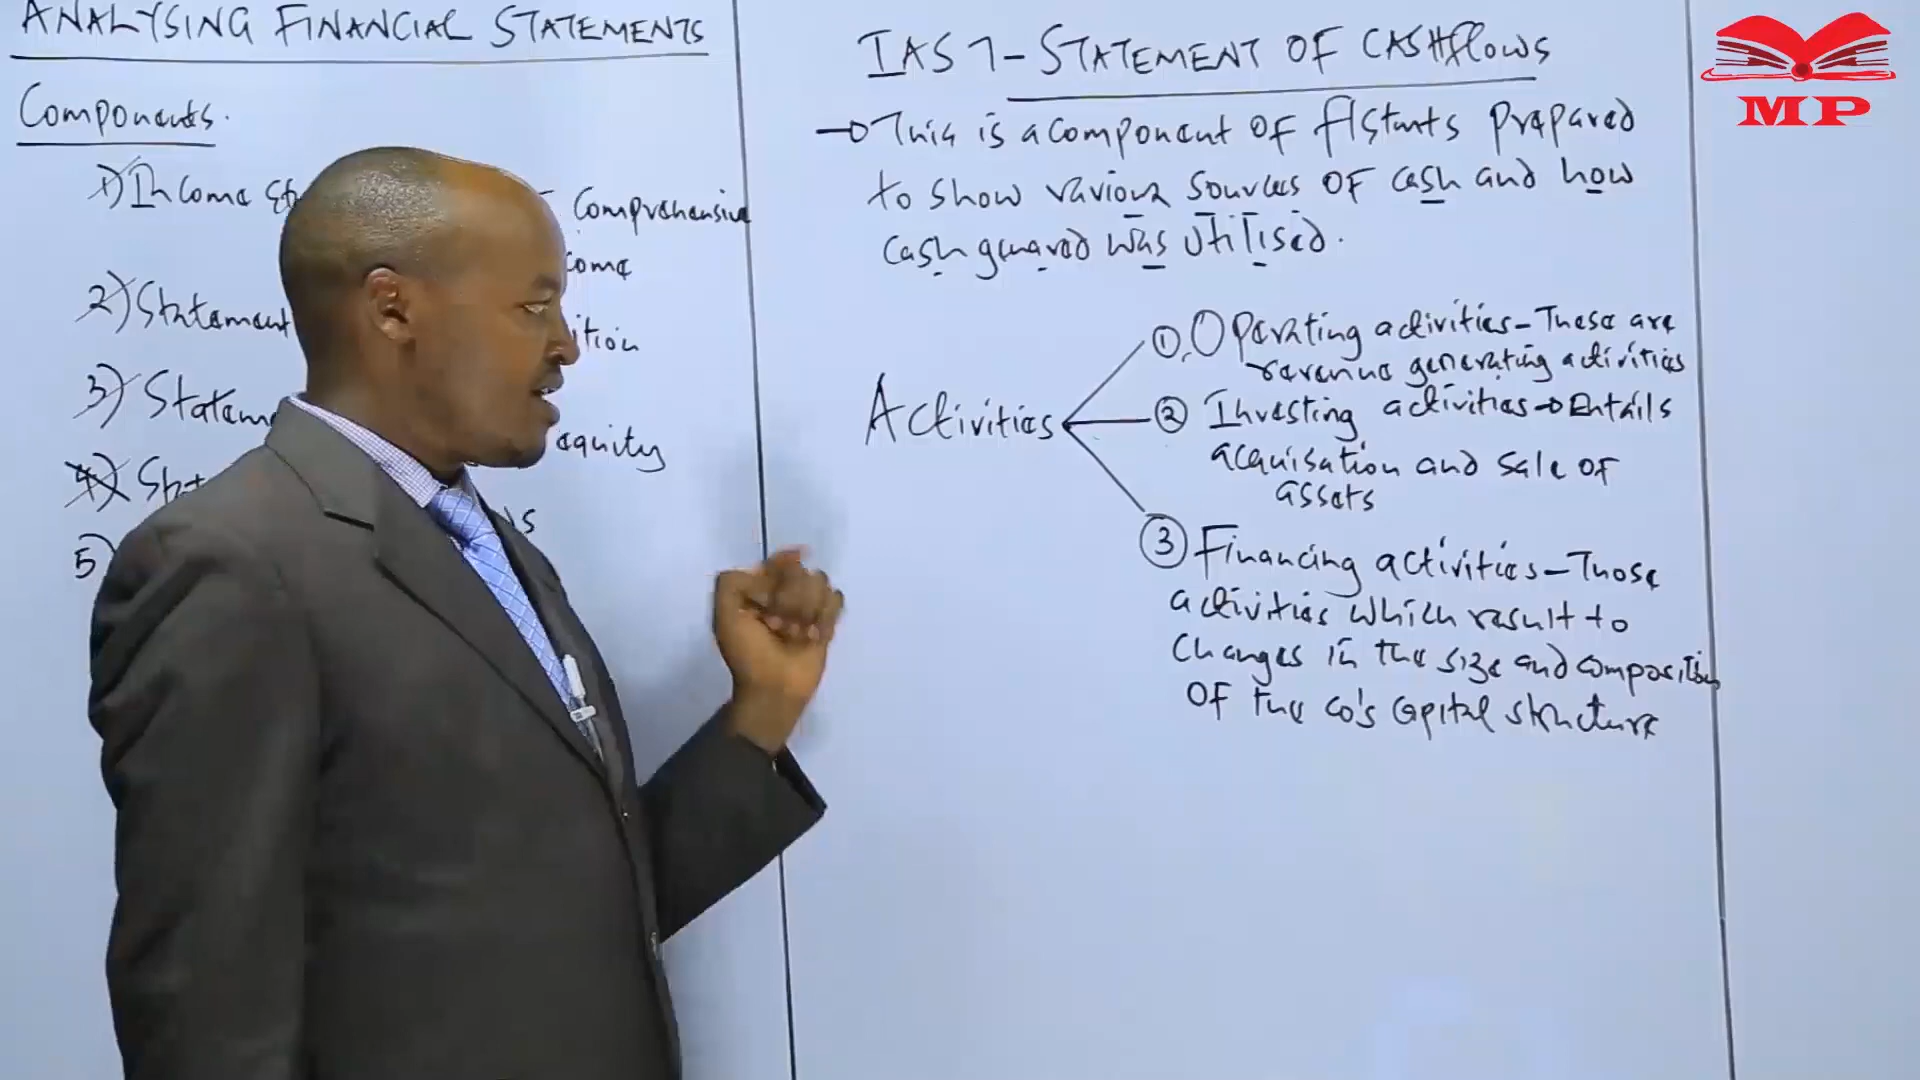 ANALYSING FINANCIAL STATEMENTS
Components.
1) Income
Comprehensive
2) Statement
3)
equity
4)
5)
IAS 7 - STATEMENT OF CASHFLOWS
This is a component of f/stmts prepared
to show various sources of cash and how
cash was utilised.
Activities
1. Operating activities - These are
revenue generating activities
2 Investing activities → Entails
acquisation and sale of
assets
3 Financing activities - Those
activities which result to
changes in the size and composition
of the co's capital structure
MP